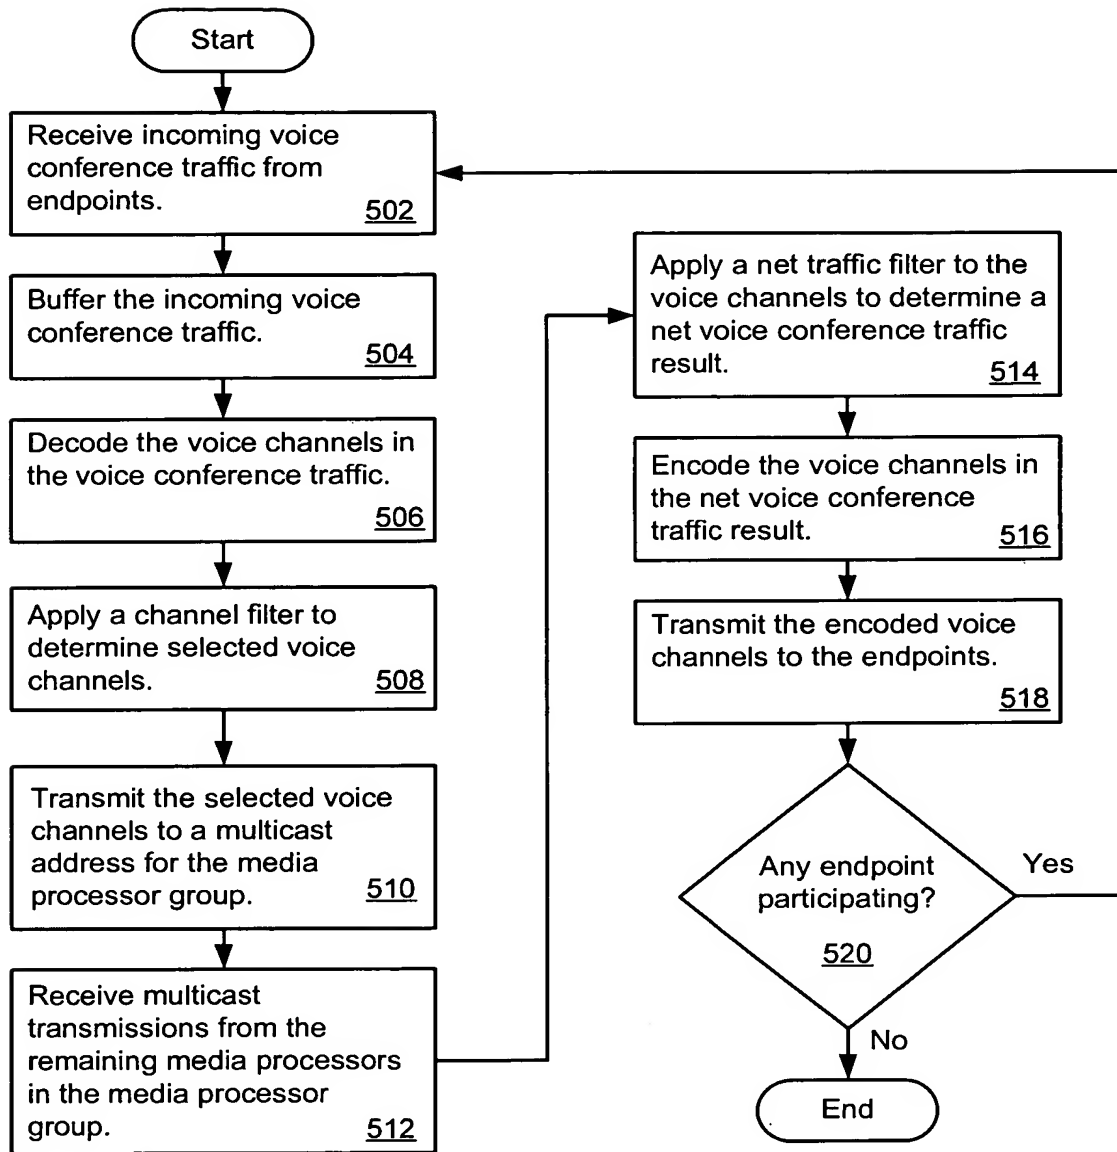 Start
Receive incoming voice
conference traffic from
endpoints.
502
Buffer the incoming voice
conference traffic.
504
Decode the voice channels in
the voice conference traffic.
506
Apply a channel filter to
determine selected voice
channels.
508
Transmit the selected voice
channels to a multicast
address for the media
processor group.
510
Receive multicast
transmissions from the
remaining media processors
in the media processor
group.
512
Apply a net traffic filter to the
voice channels to determine a
net voice conference traffic
result.
514
Encode the voice channels in
the net voice conference
traffic result.
516
Transmit the encoded voice
channels to the endpoints.
518
Any endpoint
participating?
520
Yes
No
End